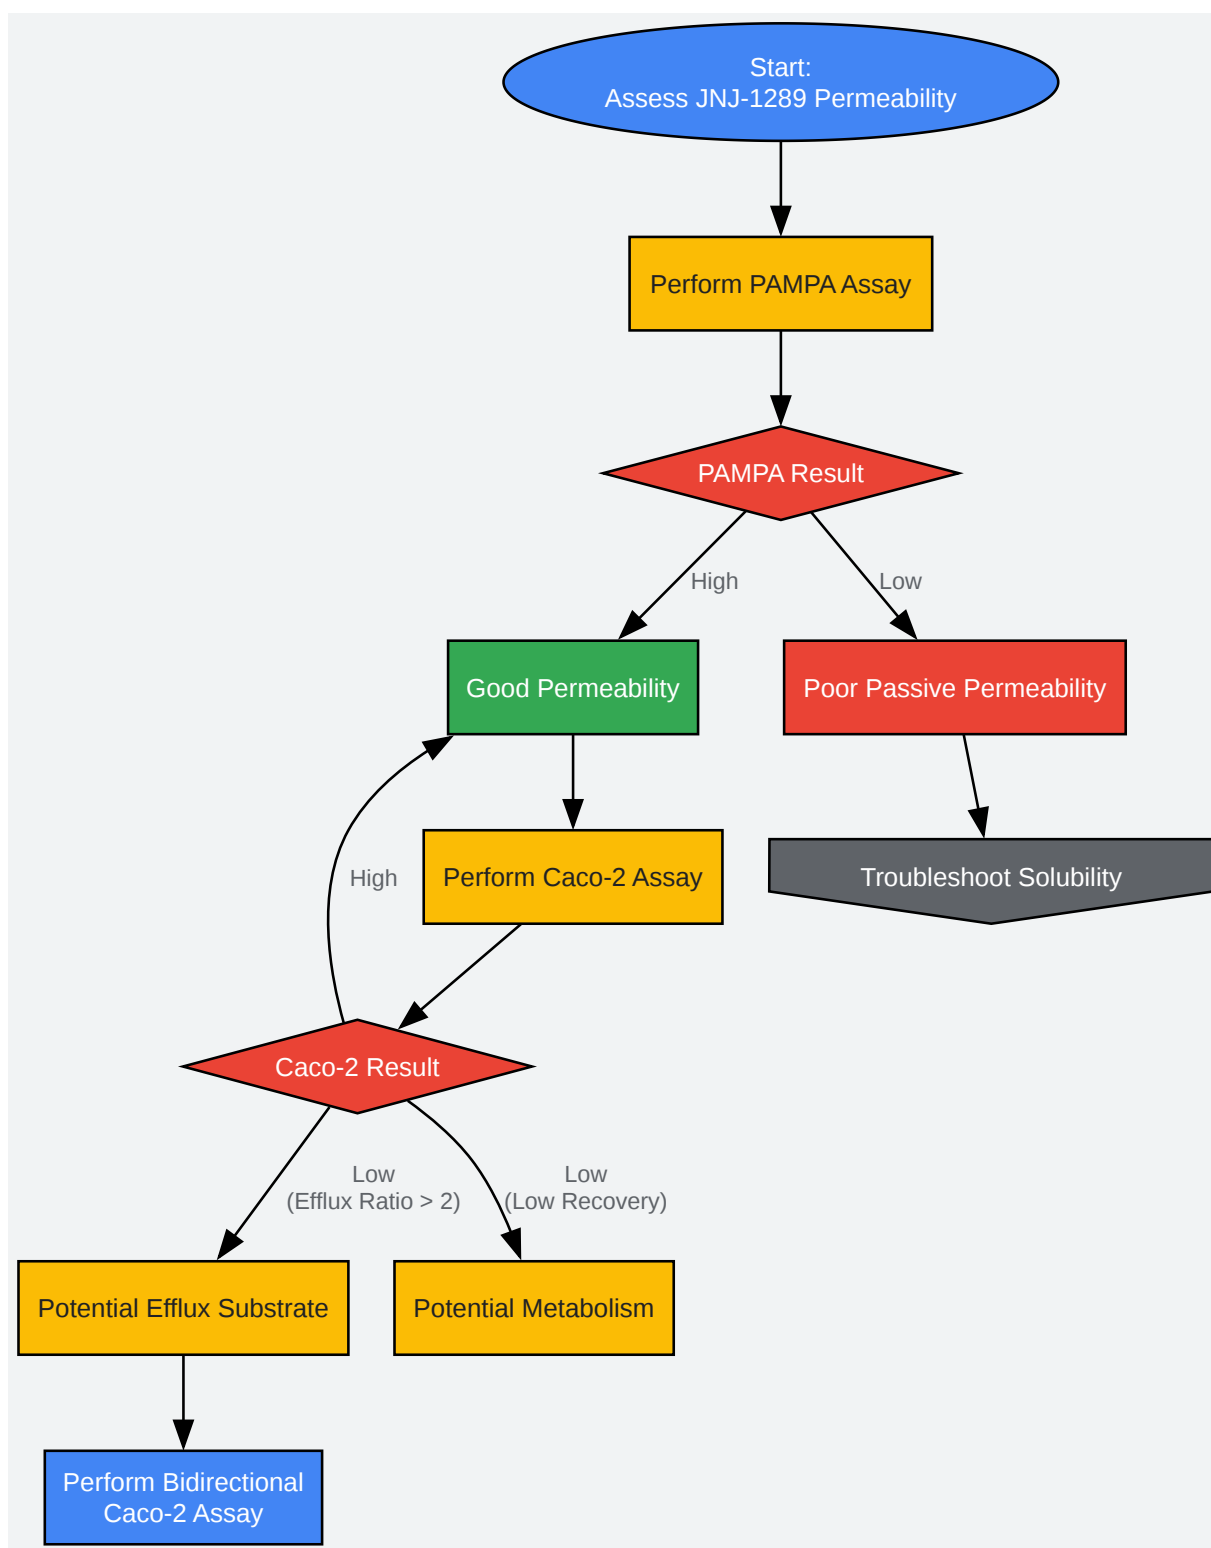 Start:
Assess JNJ-1289 Permeability
Perform PAMPA Assay
PAMPA Result
High
Low
Good Permeability
Poor Passive Permeability
High
Perform Caco-2 Assay
Troubleshoot Solubility
Caco-2 Result
Low
(Efflux Ratio > 2)
Low
(Low Recovery)
Potential Efflux Substrate
Potential Metabolism
Perform Bidirectional
Caco-2 Assay